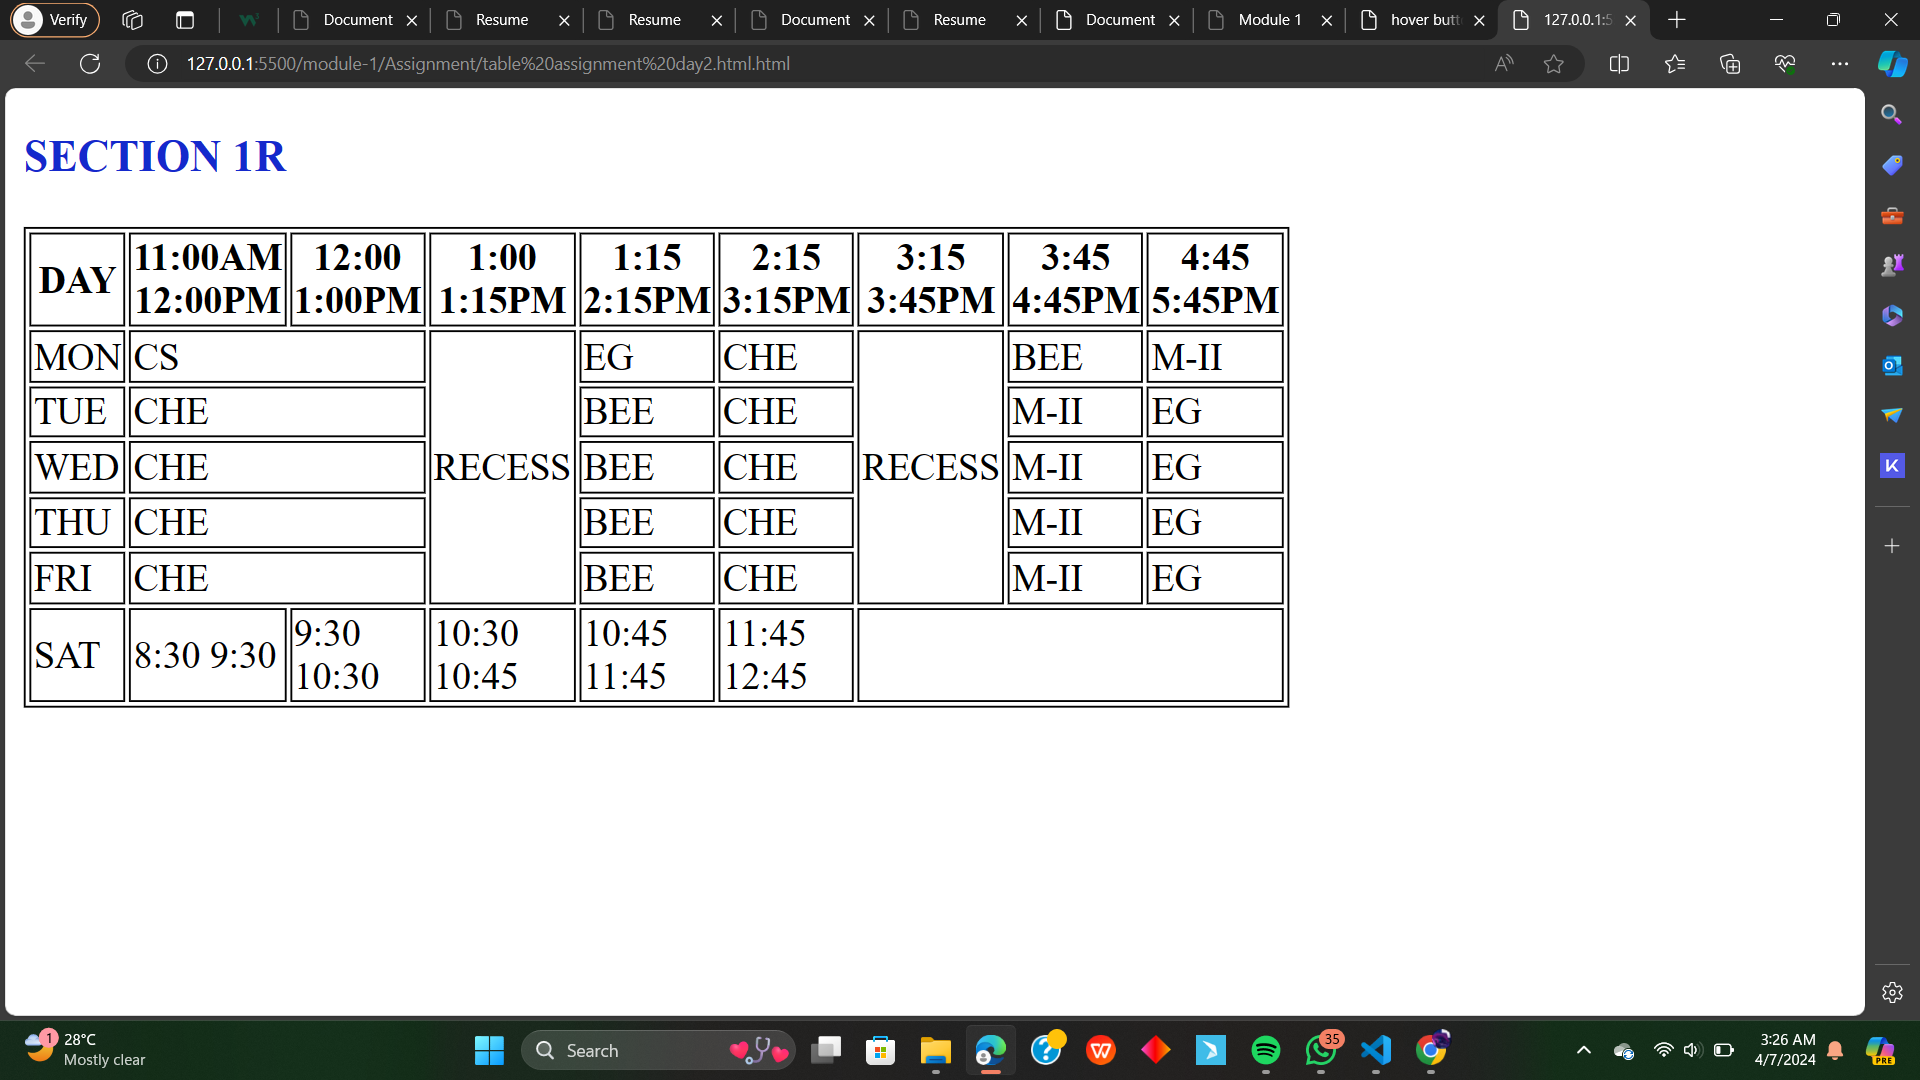 Verify
Document
Resume
Resume
Document
Resume
Document
Module 1
hover butt
127.0.0.1:5
127.0.0.1:5500/module-1/Assignment/table%20assignment%20day2.html.html
SECTION 1R
DAY 11:00AM 12:00 1:00 1:15 2:15 3:15 3:45 4:45
12:00PM 1:00PM 1:15PM 2:15PM 3:15PM 3:45PM 4:45PM 5:45PM
MON CS EG CHE BEE M-II
TUE CHE BEE CHE M-II EG
WED CHE RECESS BEE CHE RECESS M-II EG
THU CHE BEE CHE M-II EG
FRI CHE BEE CHE M-II EG
SAT 8:30 9:30 9:30 10:30 10:45 11:45
10:30 10:45 11:45 12:45
1
28°C
Mostly clear
Search
35
3:26 AM
4/7/2024
PRE